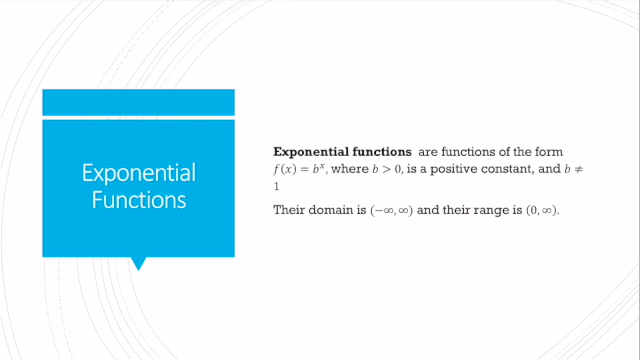 Exponential
Functions
Exponential functions are functions of the form
f(x) = bˣ, where b > 0, is a positive constant, and b ≠
1
Their domain is (−∞, ∞) and their range is (0, ∞).